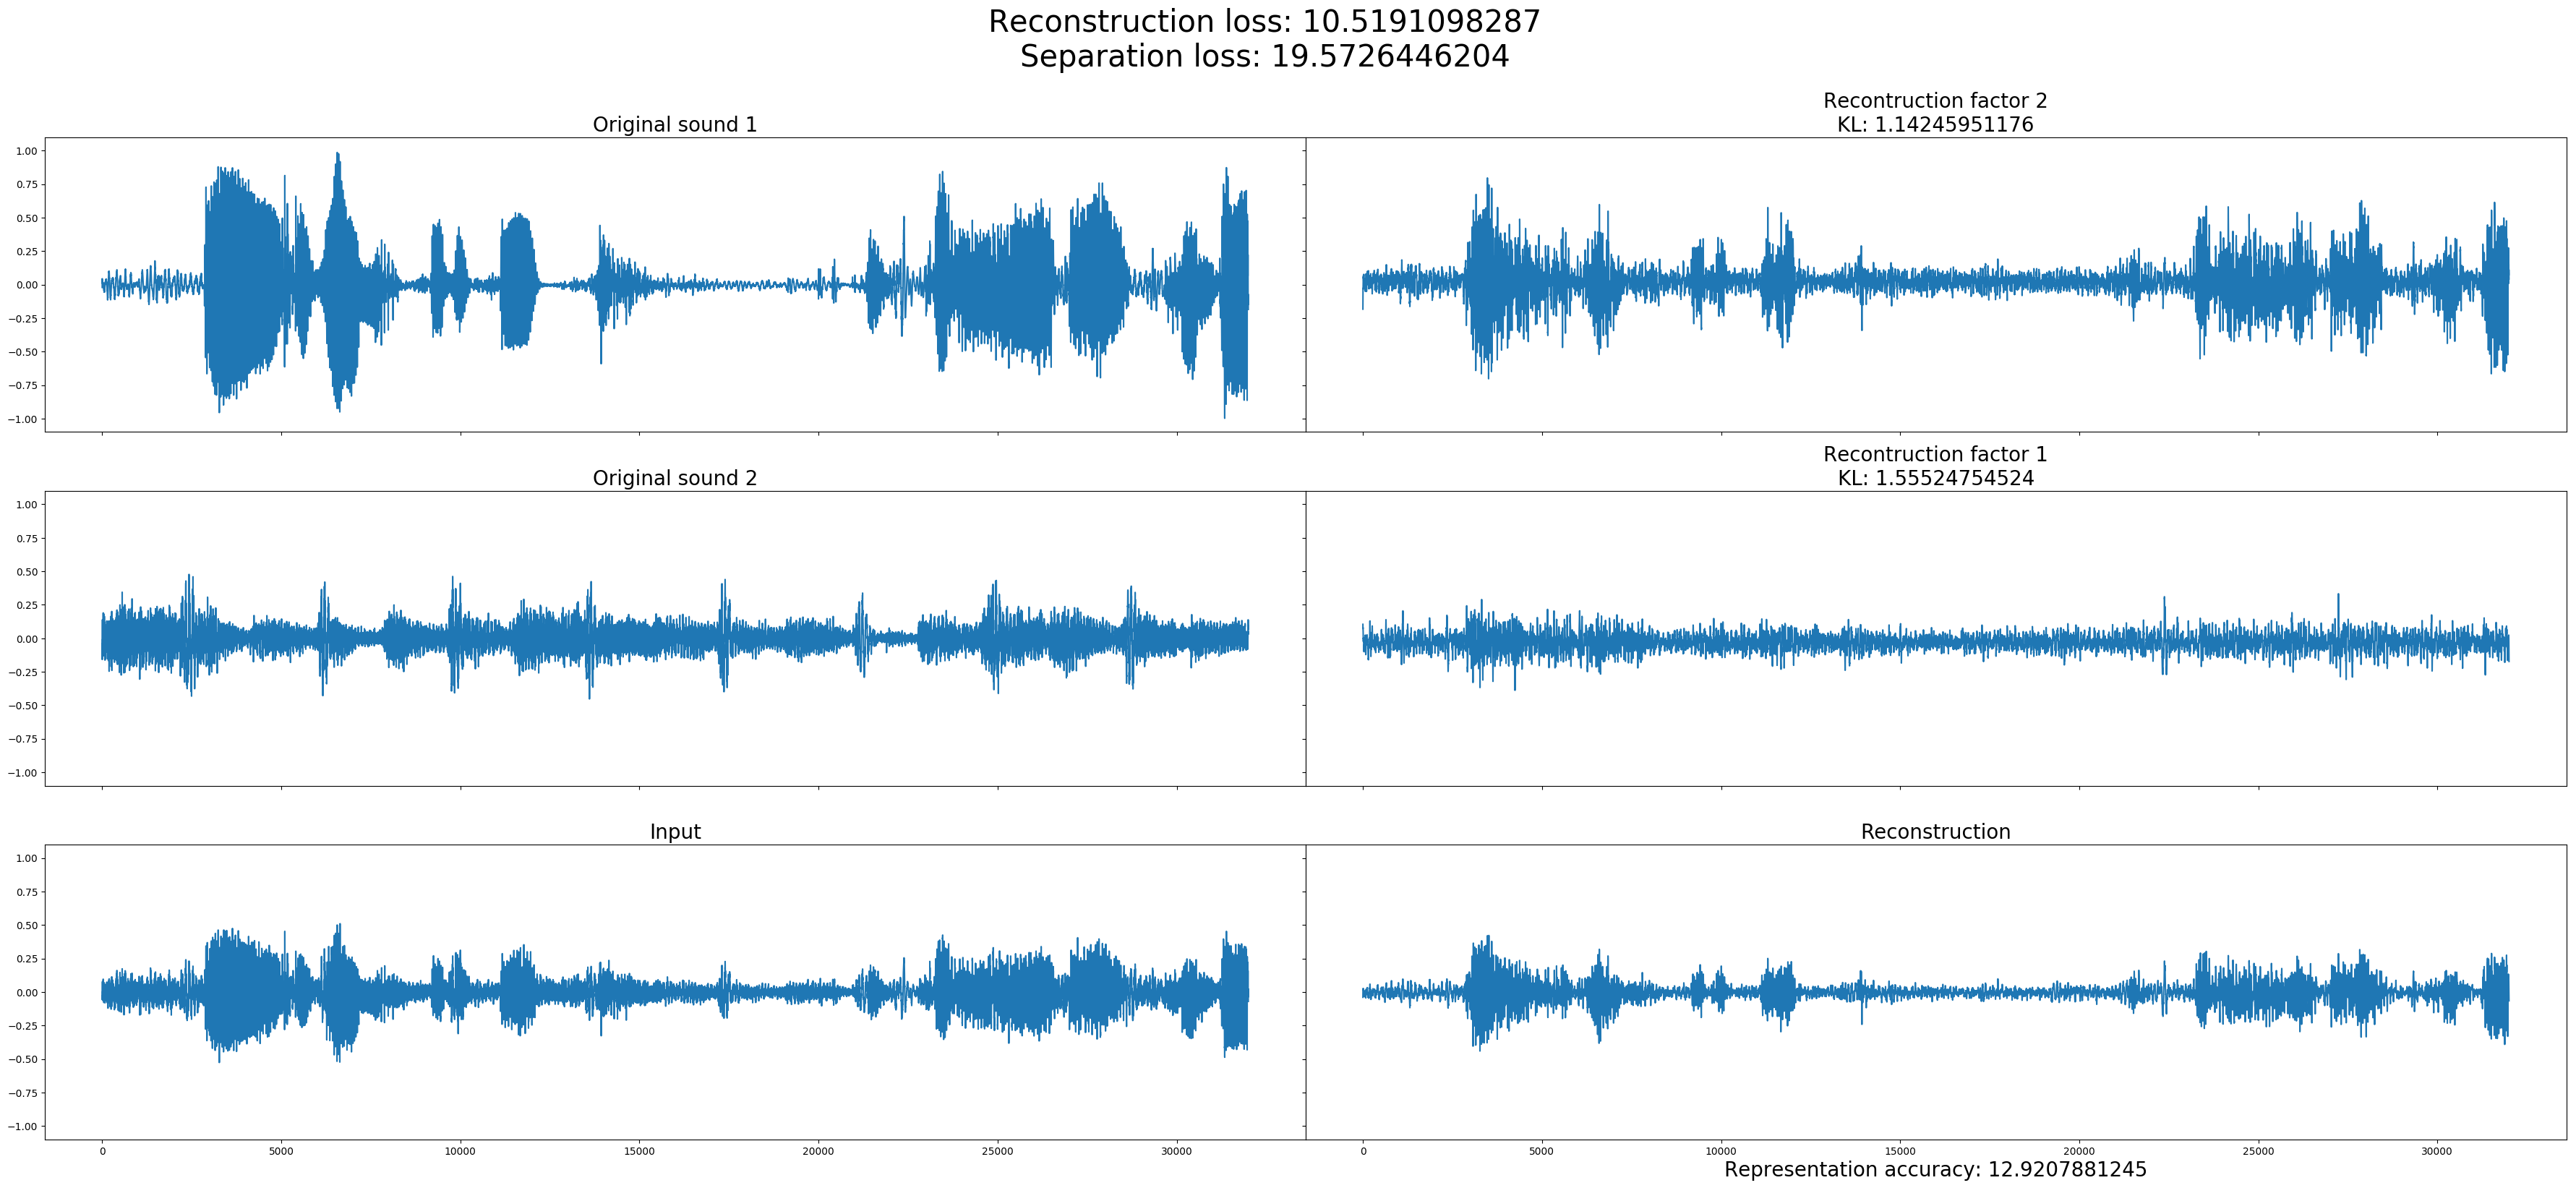 Reconstruction loss: 10.5191098287
Separation loss: 19.5726446204
Original sound 1
1.00
0.75
0.50
0.25
0.00
−0.25
−0.50
−0.75
−1.00
Recontruction factor 2
KL: 1.14245951176
Original sound 2
1.00
0.75
0.50
0.25
0.00
−0.25
−0.50
−0.75
−1.00
Recontruction factor 1
KL: 1.55524754524
Input
1.00
0.75
0.50
0.25
0.00
−0.25
−0.50
−0.75
−1.00
0 5000 10000 15000 20000 25000 30000
Reconstruction
0 5000 10000 15000 20000 25000 30000
Representation accuracy: 12.9207881245